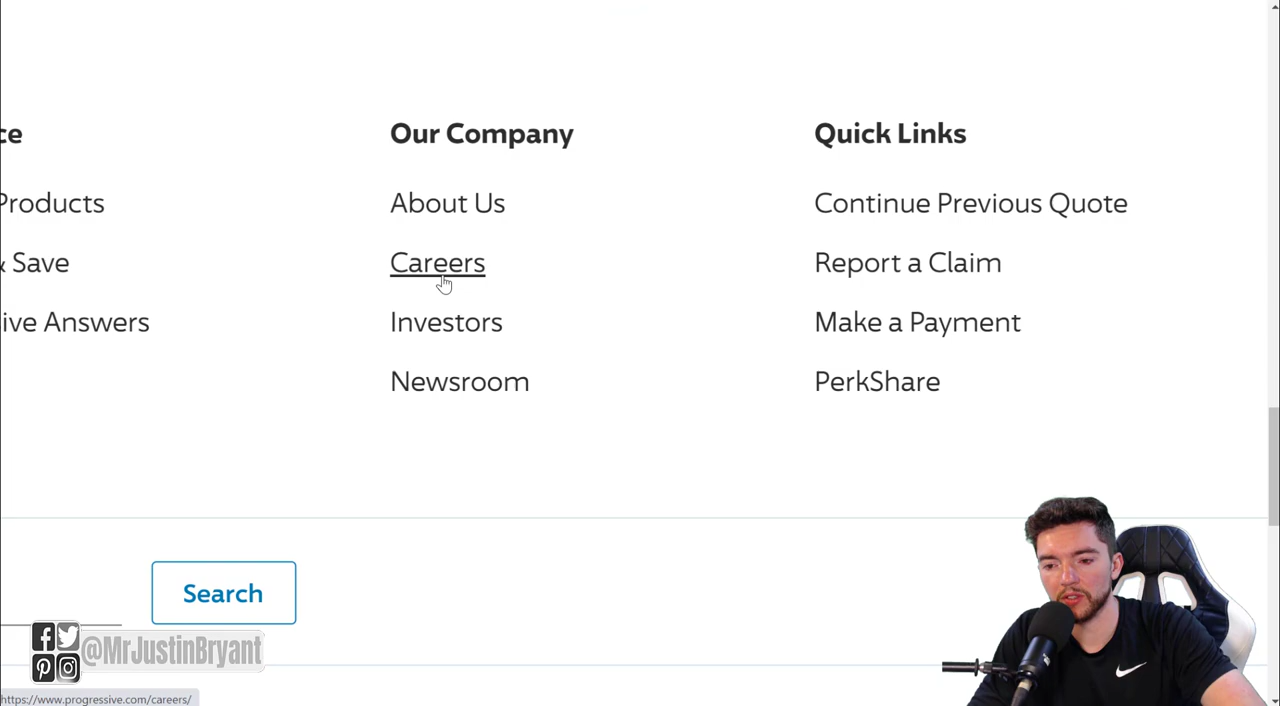 ce
Products
& Save
ive Answers
Our Company
About Us
Careers
Investors
Newsroom
Quick Links
Continue Previous Quote
Report a Claim
Make a Payment
PerkShare
Search
@MrJustinBryant
https://www.progressive.com/careers/